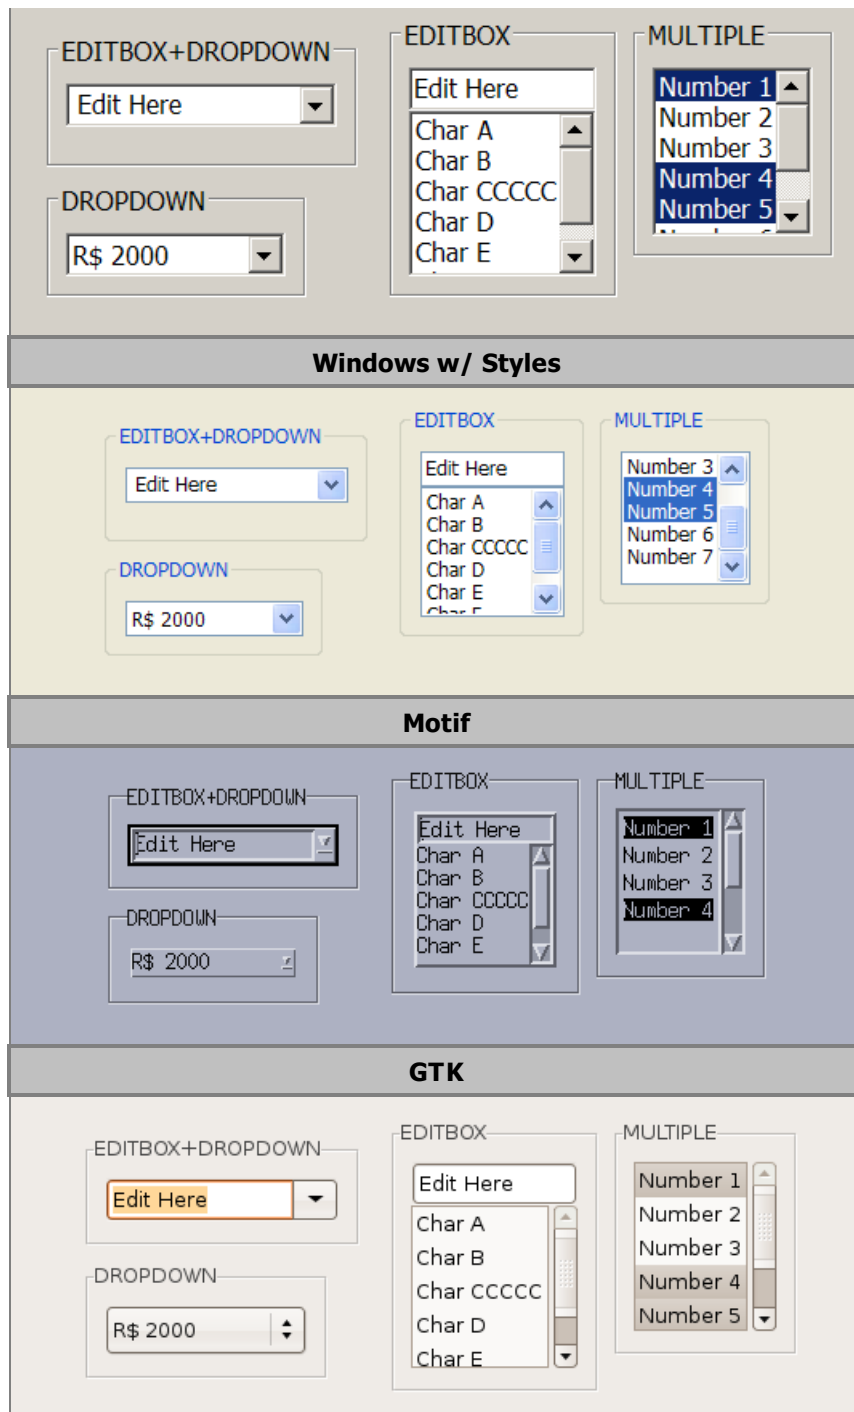 EDITBOX+DROPDOWN
Edit Here
DROPDOWN
R$ 2000
EDITBOX
Edit Here
Char A
Char B
Char CCCCC
Char D
Char E
MULTIPLE
Number 1
Number 2
Number 3
Number 4
Number 5
Windows w/ Styles
EDITBOX+DROPDOWN
Edit Here
DROPDOWN
R$ 2000
EDITBOX
Edit Here
Char A
Char B
Char CCCCC
Char D
Char E
MULTIPLE
Number 3
Number 4
Number 5
Number 6
Number 7
Motif
EDITBOX+DROPDOWN
Edit Here
DROPDOWN
R$ 2000
EDITBOX
Edit Here
Char A
Char B
Char CCCCC
Char D
Char E
MULTIPLE
Number 1
Number 2
Number 3
Number 4
GTK
EDITBOX+DROPDOWN
Edit Here
DROPDOWN
R$ 2000
EDITBOX
Edit Here
Char A
Char B
Char CCCCC
Char D
Char E
MULTIPLE
Number 1
Number 2
Number 3
Number 4
Number 5